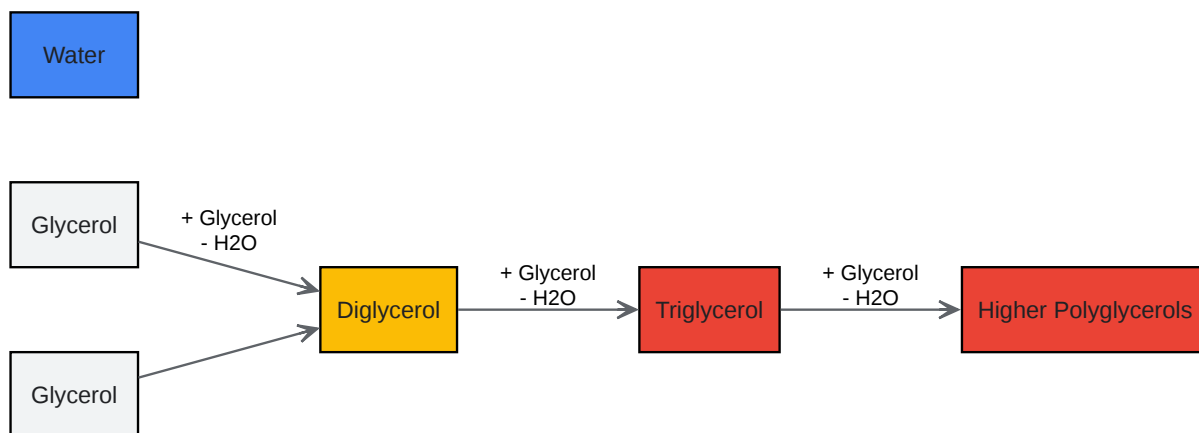 Water
Glycerol
+ Glycerol
- H2O
Diglycerol
+ Glycerol
- H2O
Triglycerol
+ Glycerol
- H2O
Higher Polyglycerols
Glycerol